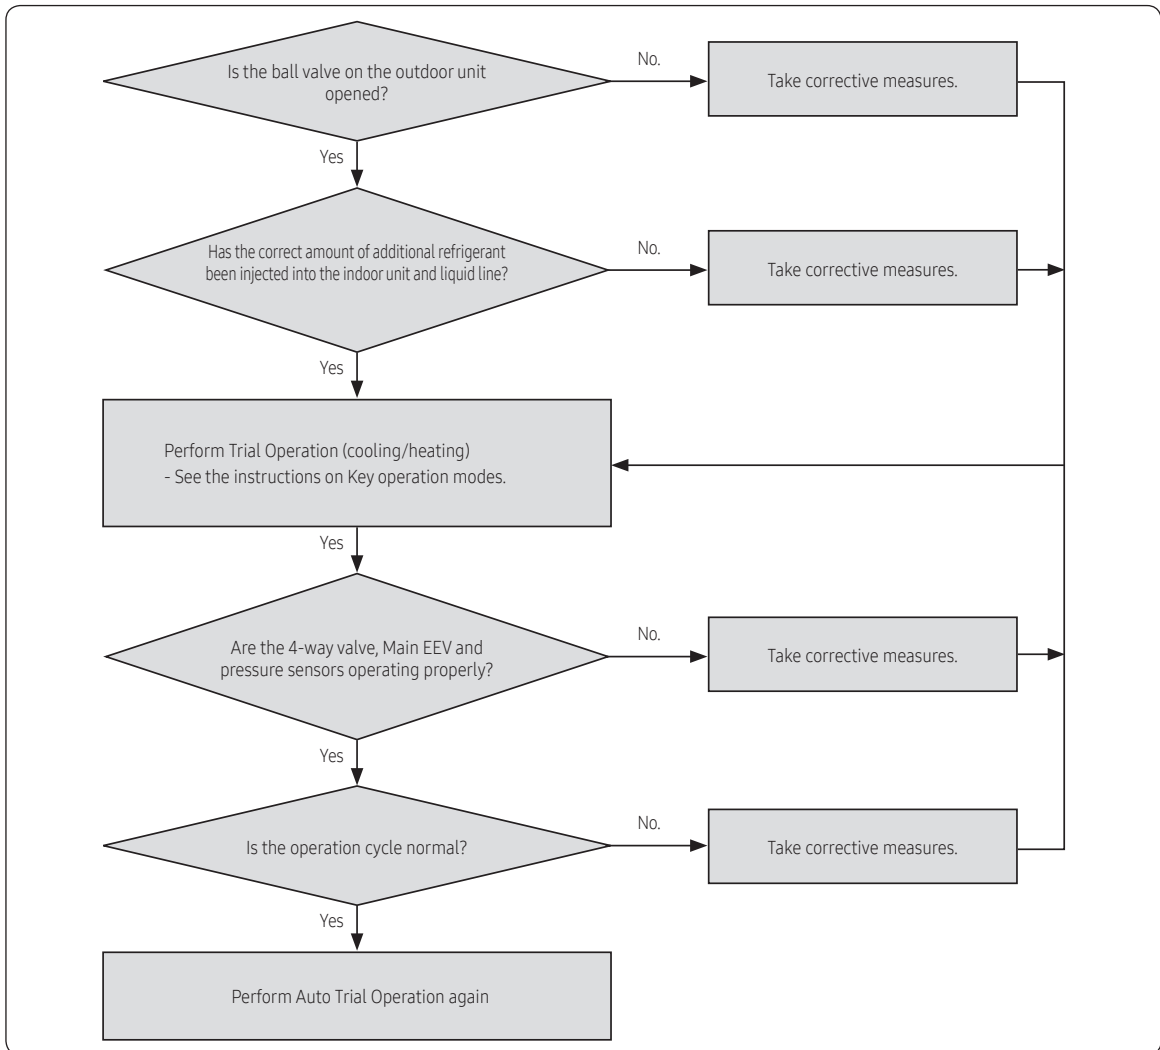 Is the ball valve on the outdoor unit
opened?
No.
Take corrective measures.
Yes
Has the correct amount of additional refrigerant
been injected into the indoor unit and liquid line?
No.
Take corrective measures.
Yes
Perform Trial Operation (cooling/heating)
- See the instructions on Key operation modes.
Yes
Are the 4-way valve, Main EEV and
pressure sensors operating properly?
No.
Take corrective measures.
Yes
Is the operation cycle normal?
No.
Take corrective measures.
Yes
Perform Auto Trial Operation again